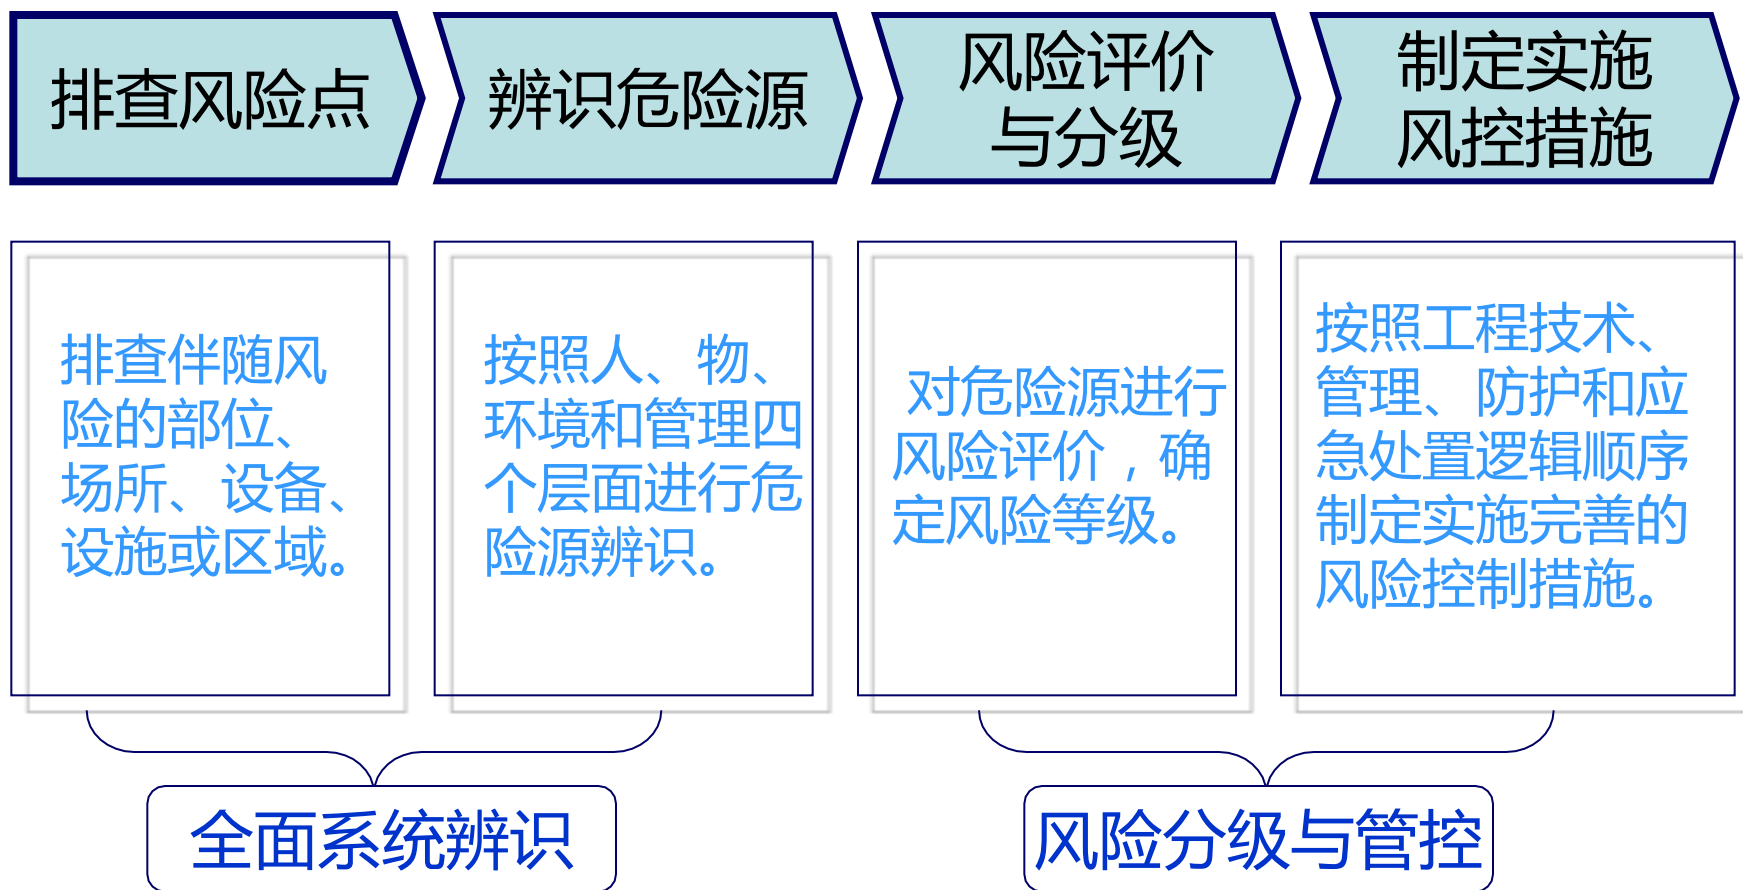 排查风险点
辨识危险源
风险评价
与分级
制定实施
风控措施
排查伴随风
险的部位、
场所、设备、
设施或区域。
按照人、物、
环境和管理四
个层面进行危
险源辨识。
对危险源进行
风险评价，确
定风险等级。
按照工程技术、
管理、防护和应
急处置逻辑顺序
制定实施完善的
风险控制措施。
全面系统辨识
风险分级与管控